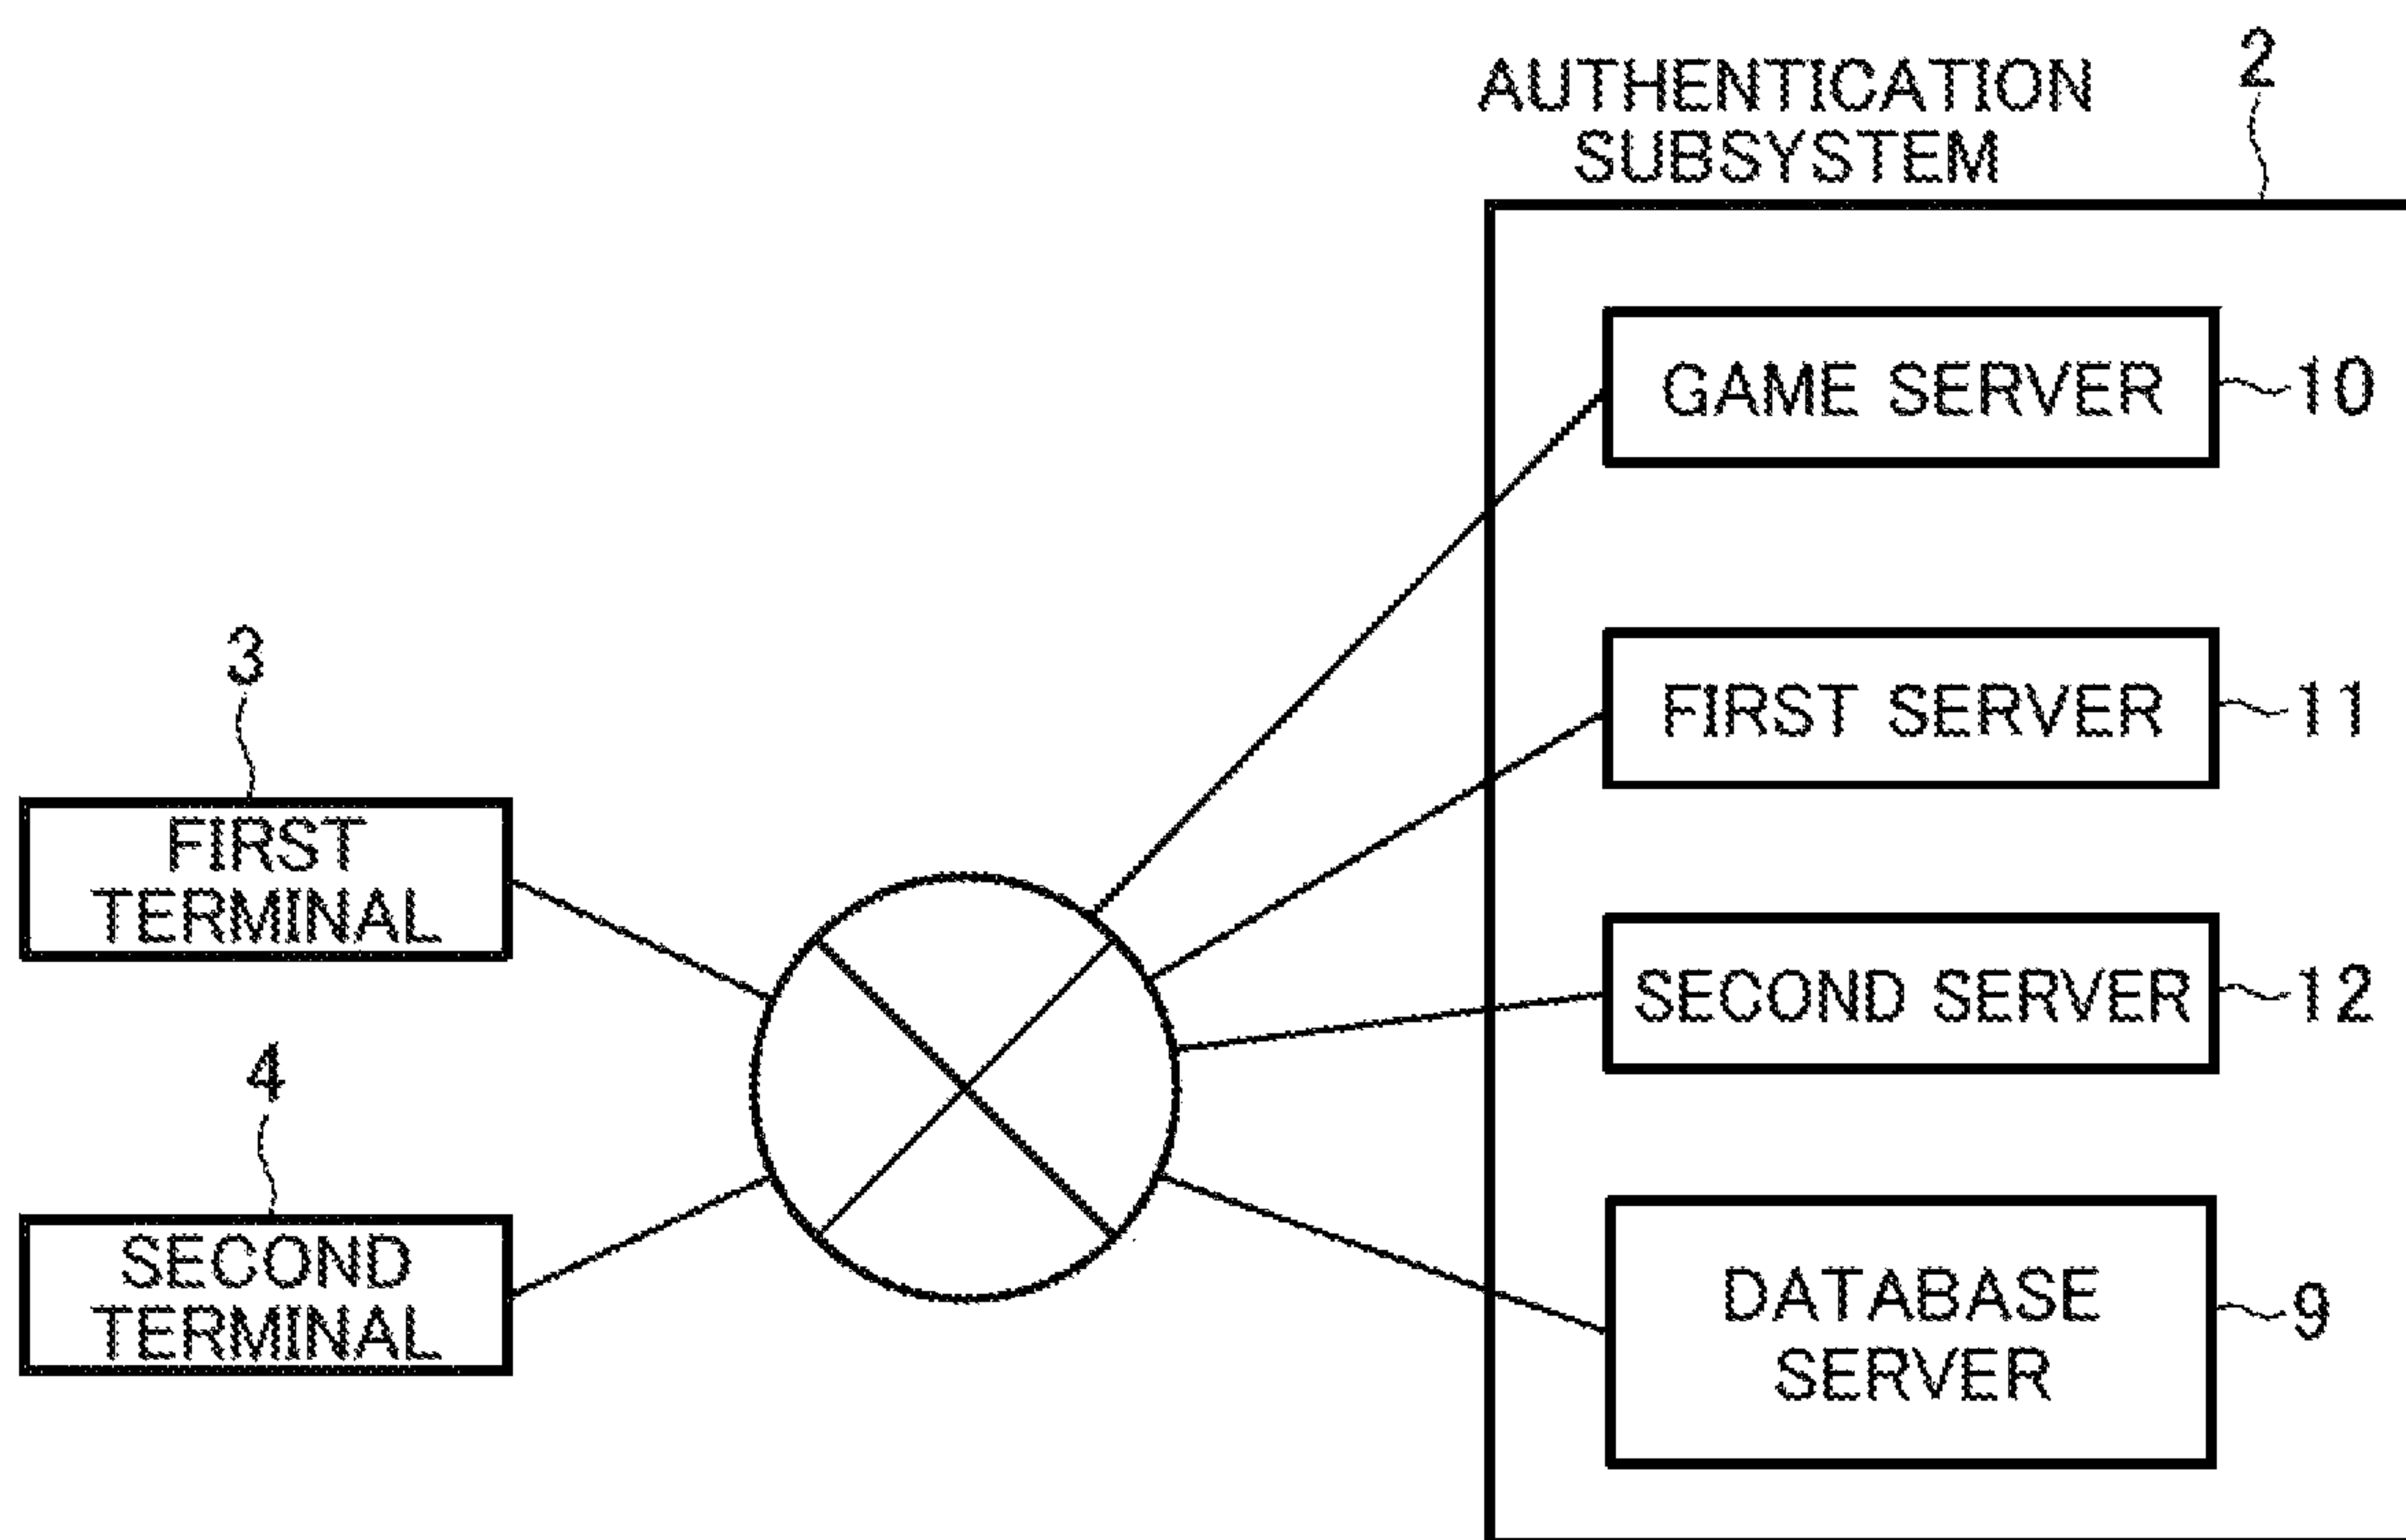 AUTHENTICATION
SUBSYSTEM
2
GAME SERVER
10
FIRST SERVER
11
SECOND SERVER
12
DATABASE
SERVER
9
3
FIRST
TERMINAL
4
SECOND
TERMINAL